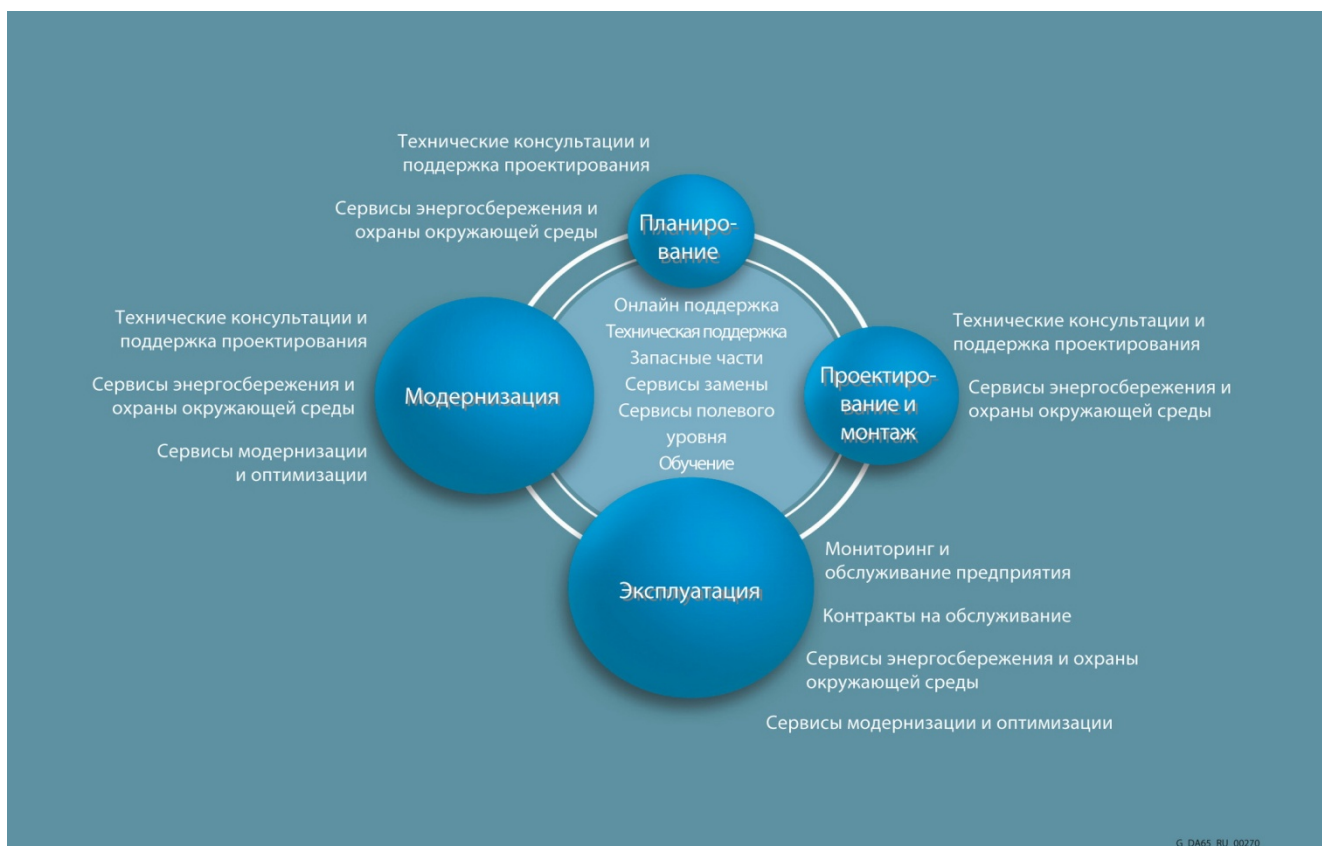 Технические консультации и
поддержка проектирования
Сервисы энергосбережения и
охраны окружающей среды
Планиро-
вание
Технические консультации и
поддержка проектирования
Сервисы энергосбережения и
охраны окружающей среды
Сервисы модернизации
и оптимизации
Модернизация
Онлайн поддержка
Техническая поддержка
Запасные части
Сервисы замены
Сервисы полевого
уровня
Обучение
Проектиро-
вание и
монтаж
Технические консультации и
поддержка проектирования
Сервисы энергосбережения и
охраны окружающей среды
Эксплуатация
Мониторинг и
обслуживание предприятия
Контракты на обслуживание
Сервисы энергосбережения и охраны
окружающей среды
Сервисы модернизации и оптимизации
G_DA65_RU_00270